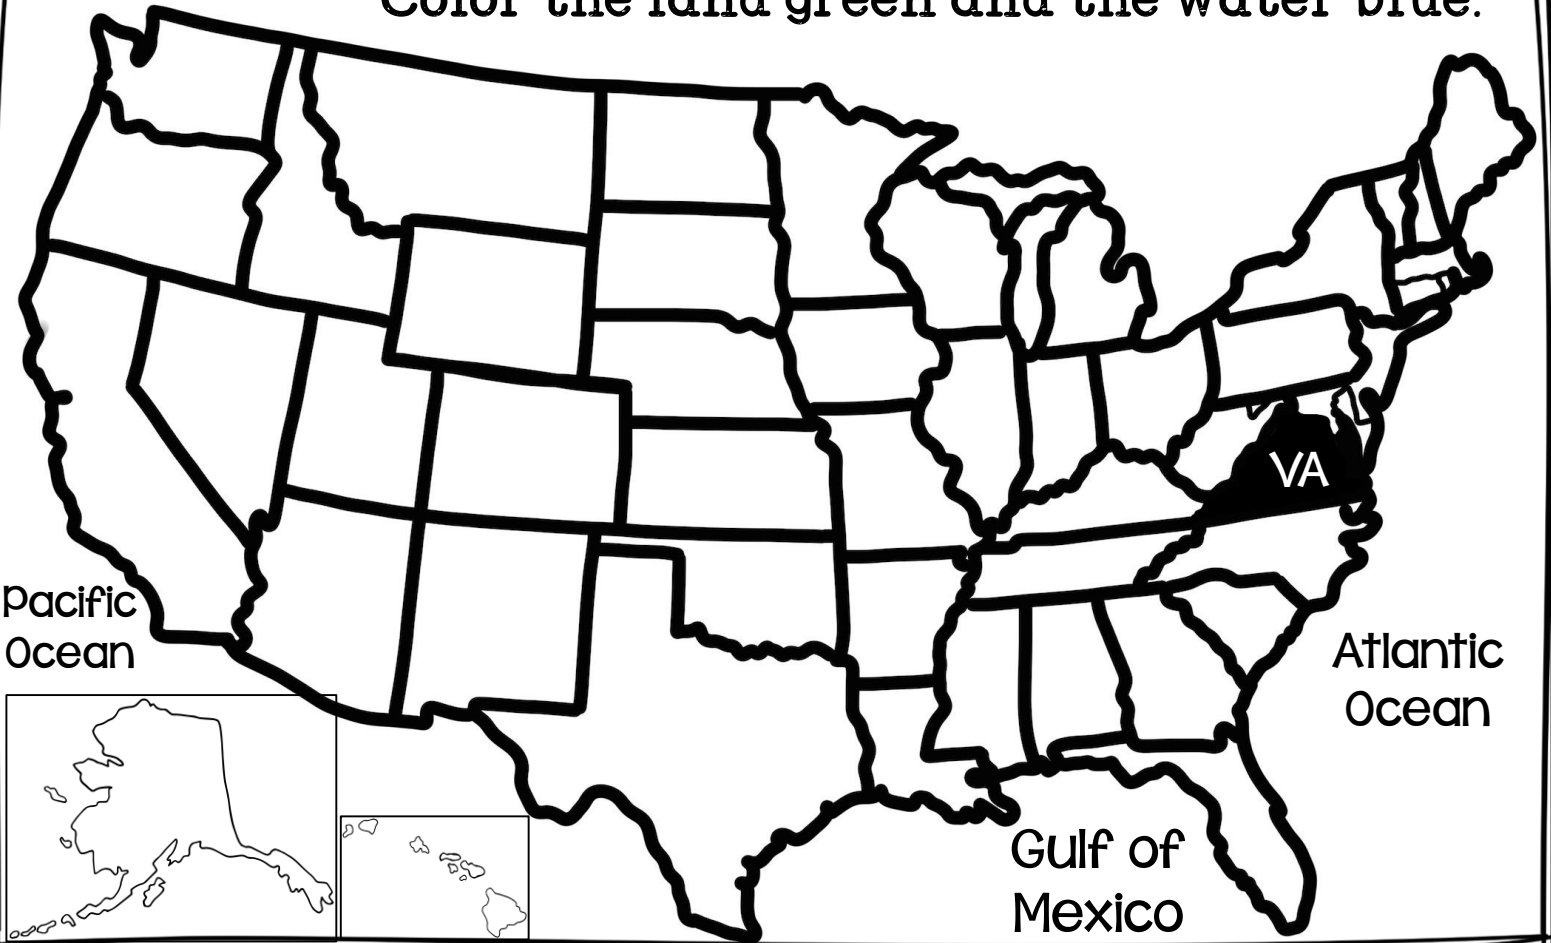 Color the land green and the water blue.
VA
Pacific
Ocean
Atlantic
Ocean
Gulf of
Mexico